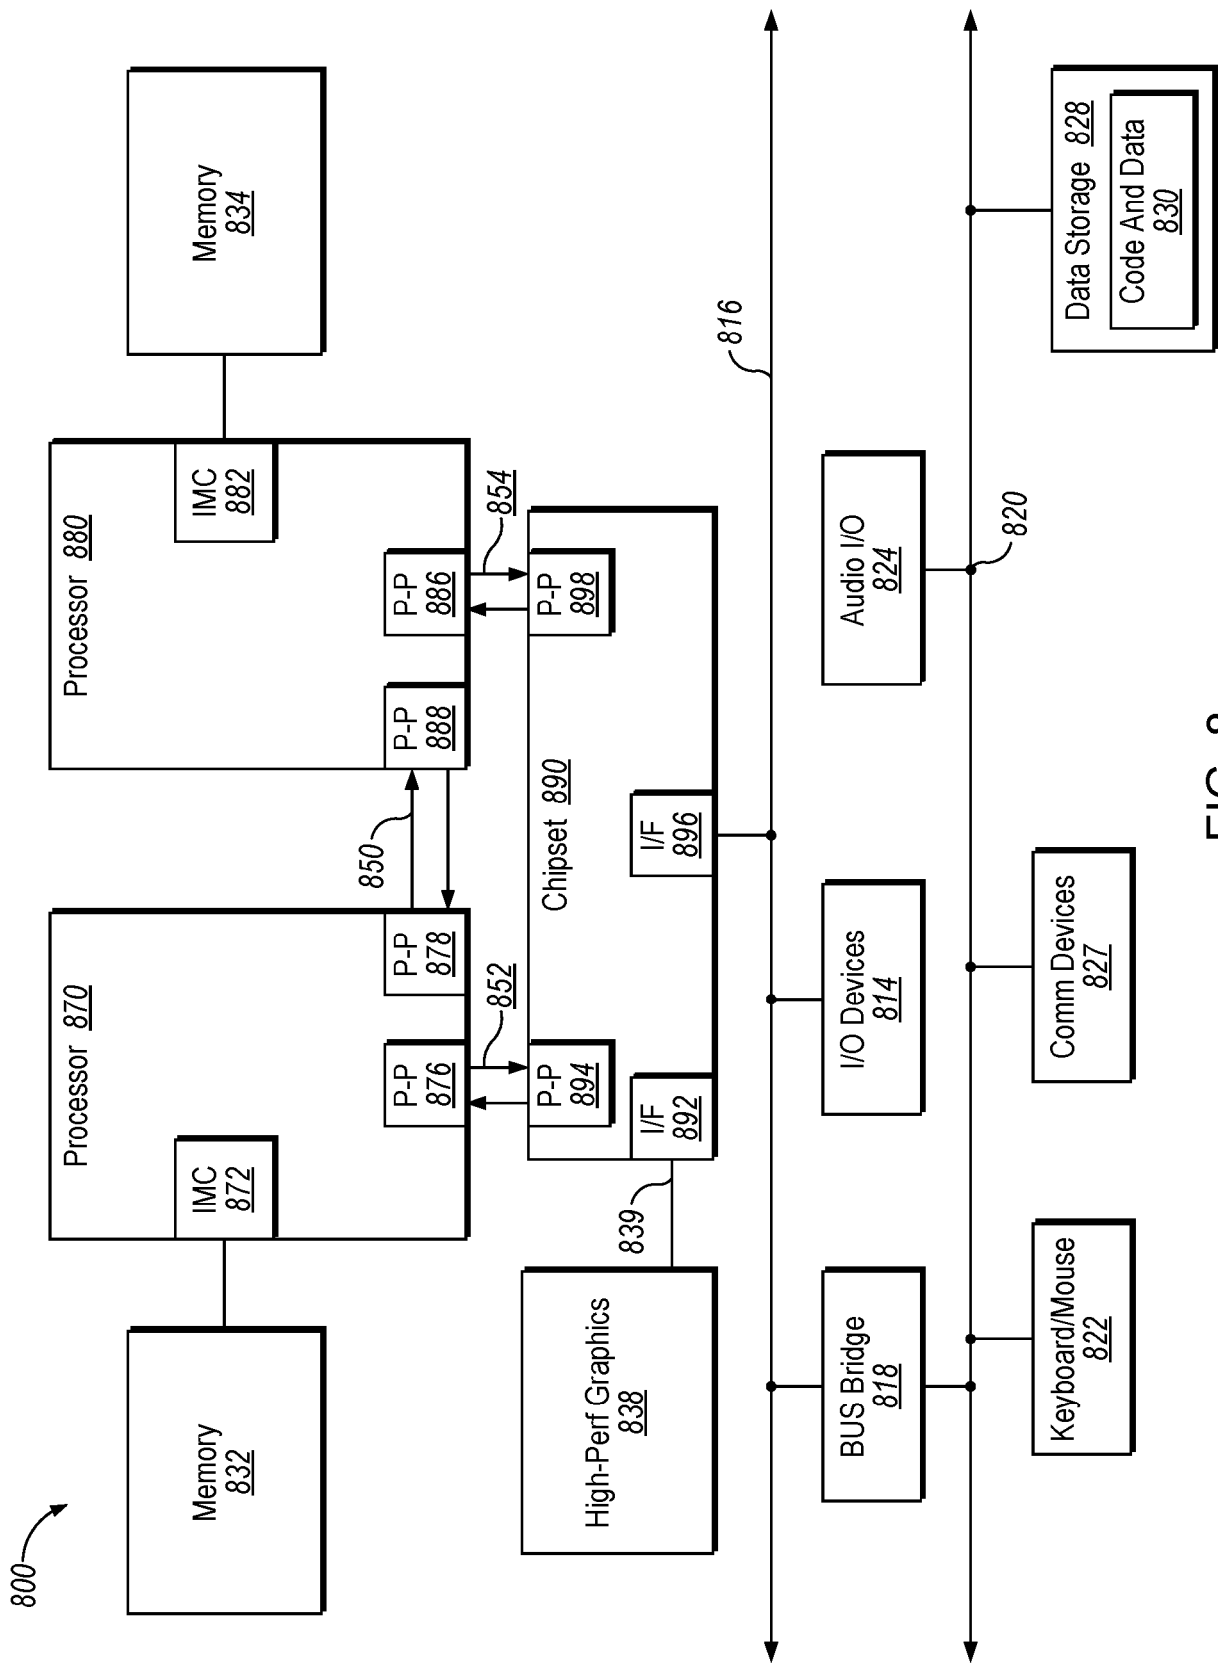 800
Memory
832
Processor 870
IMC
872
P-P
876
P-P
878
850
Processor 880
IMC
882
P-P
888
P-P
886
Memory
834
852
854
High-Perf Graphics
838
839
Chipset 890
P-P
894
P-P
898
I/F
892
I/F
896
816
BUS Bridge
818
I/O Devices
814
Audio I/O
824
820
Keyboard/Mouse
822
Comm Devices
827
Data Storage 828
Code And Data
830